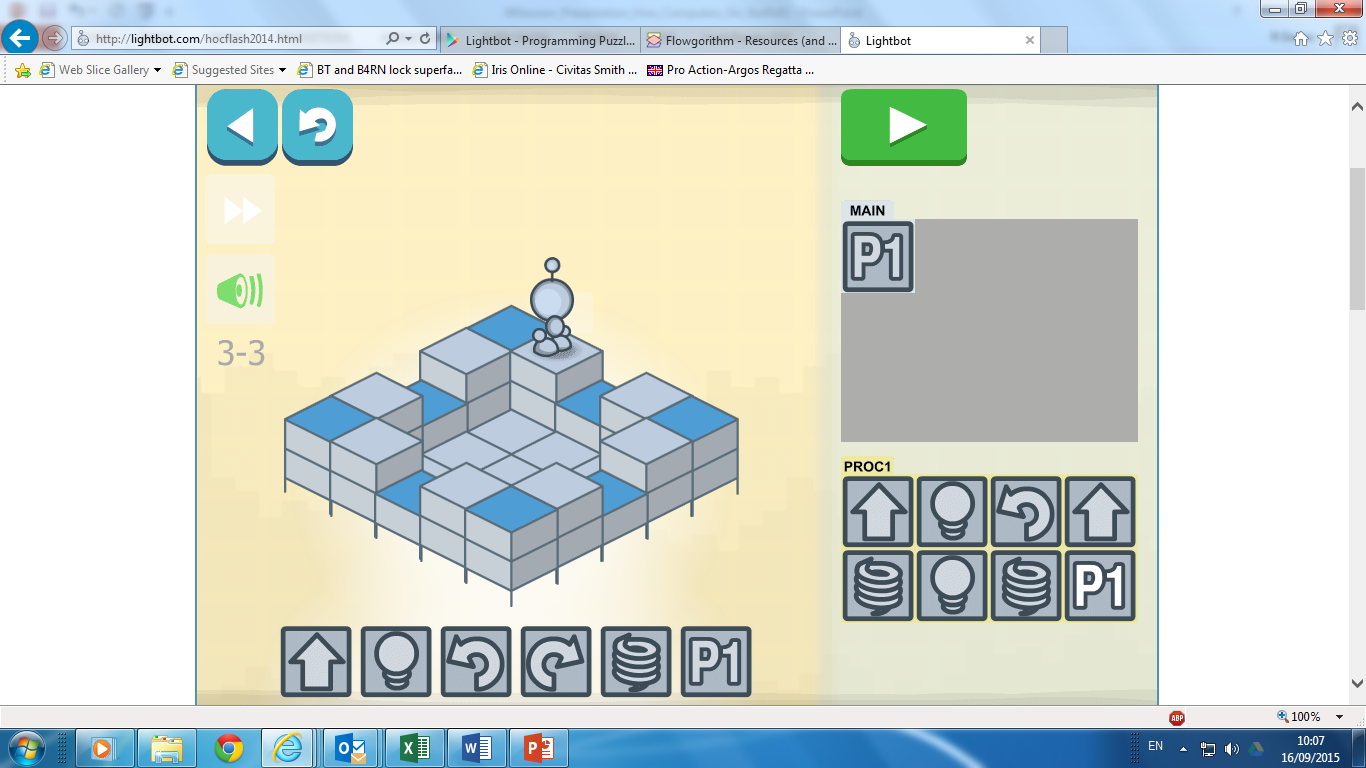 http://lightbot.com/hocflash2014.html
Lightbot - Programming Puzzl...
Flowgorithm - Resources (and ...
Lightbot
Web Slice Gallery
Suggested Sites
BT and B4RN lock superfa...
Iris Online - Civitas Smith ...
Pro Action-Argos Regatta ...
MAIN
P1
3-3
PROC1
P1
P1
ABP
100%
EN
10:07
16/09/2015